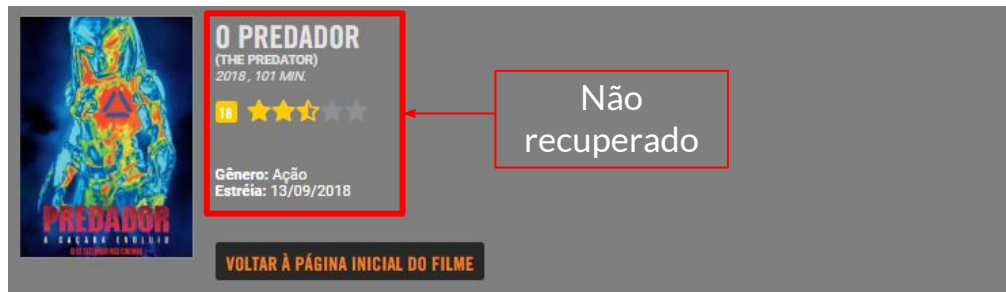 O PREDADOR
(THE PREDATOR)
2018, 101 MIN.
18
Gênero: Ação
Estréia: 13/09/2018
Não
recuperado
PREDADOR
A CAÇADA EVOLUIU
VOLTAR À PÁGINA INICIAL DO FILME